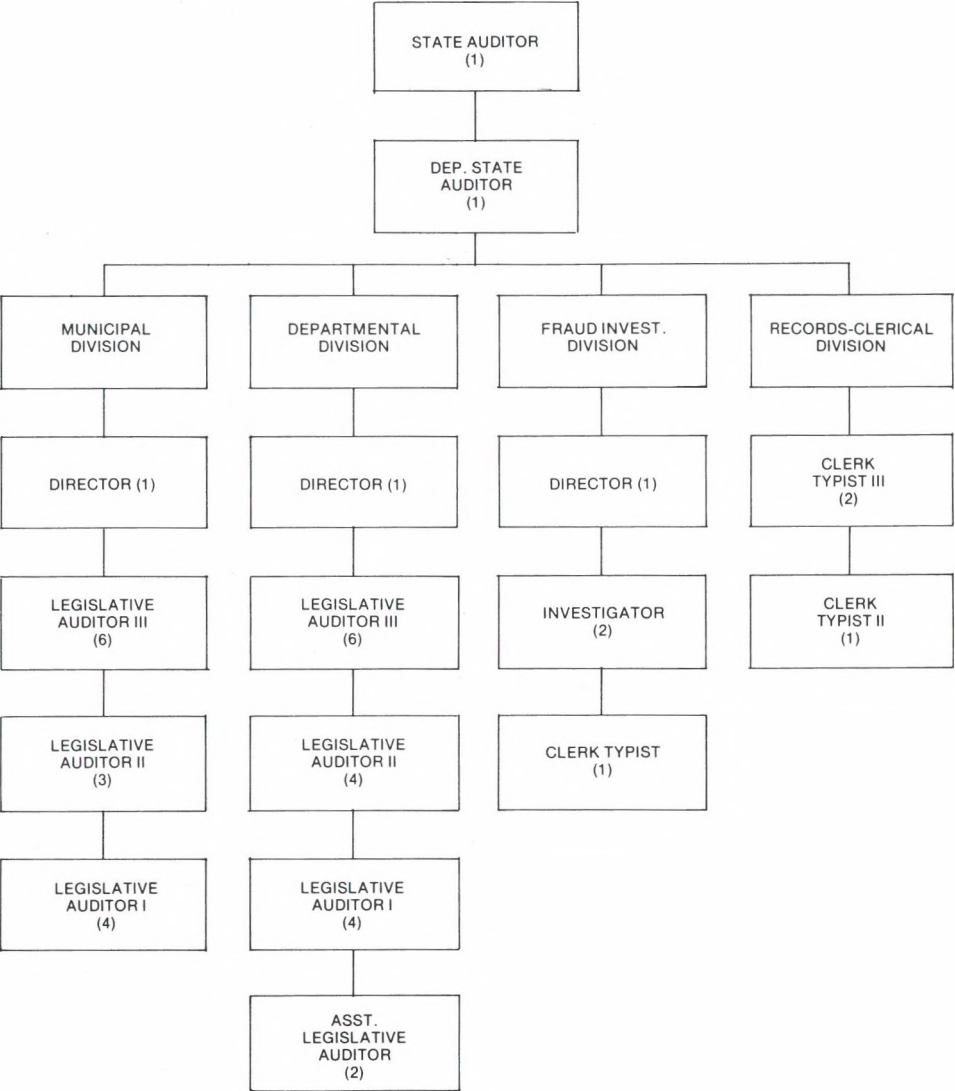 STATE AUDITOR
(1)
DEP. STATE
AUDITOR
(1)
MUNICIPAL
DIVISION
DEPARTMENTAL
DIVISION
FRAUD INVEST.
DIVISION
RECORDS-CLERICAL
DIVISION
DIRECTOR (1)
DIRECTOR (1)
DIRECTOR (1)
CLERK
TYPIST III
(2)
LEGISLATIVE
AUDITOR III
(6)
LEGISLATIVE
AUDITOR III
(6)
INVESTIGATOR
(2)
CLERK
TYPIST II
(1)
LEGISLATIVE
AUDITOR II
(3)
LEGISLATIVE
AUDITOR II
(4)
CLERK TYPIST
(1)
LEGISLATIVE
AUDITOR I
(4)
LEGISLATIVE
AUDITOR I
(4)
ASST.
LEGISLATIVE
AUDITOR
(2)